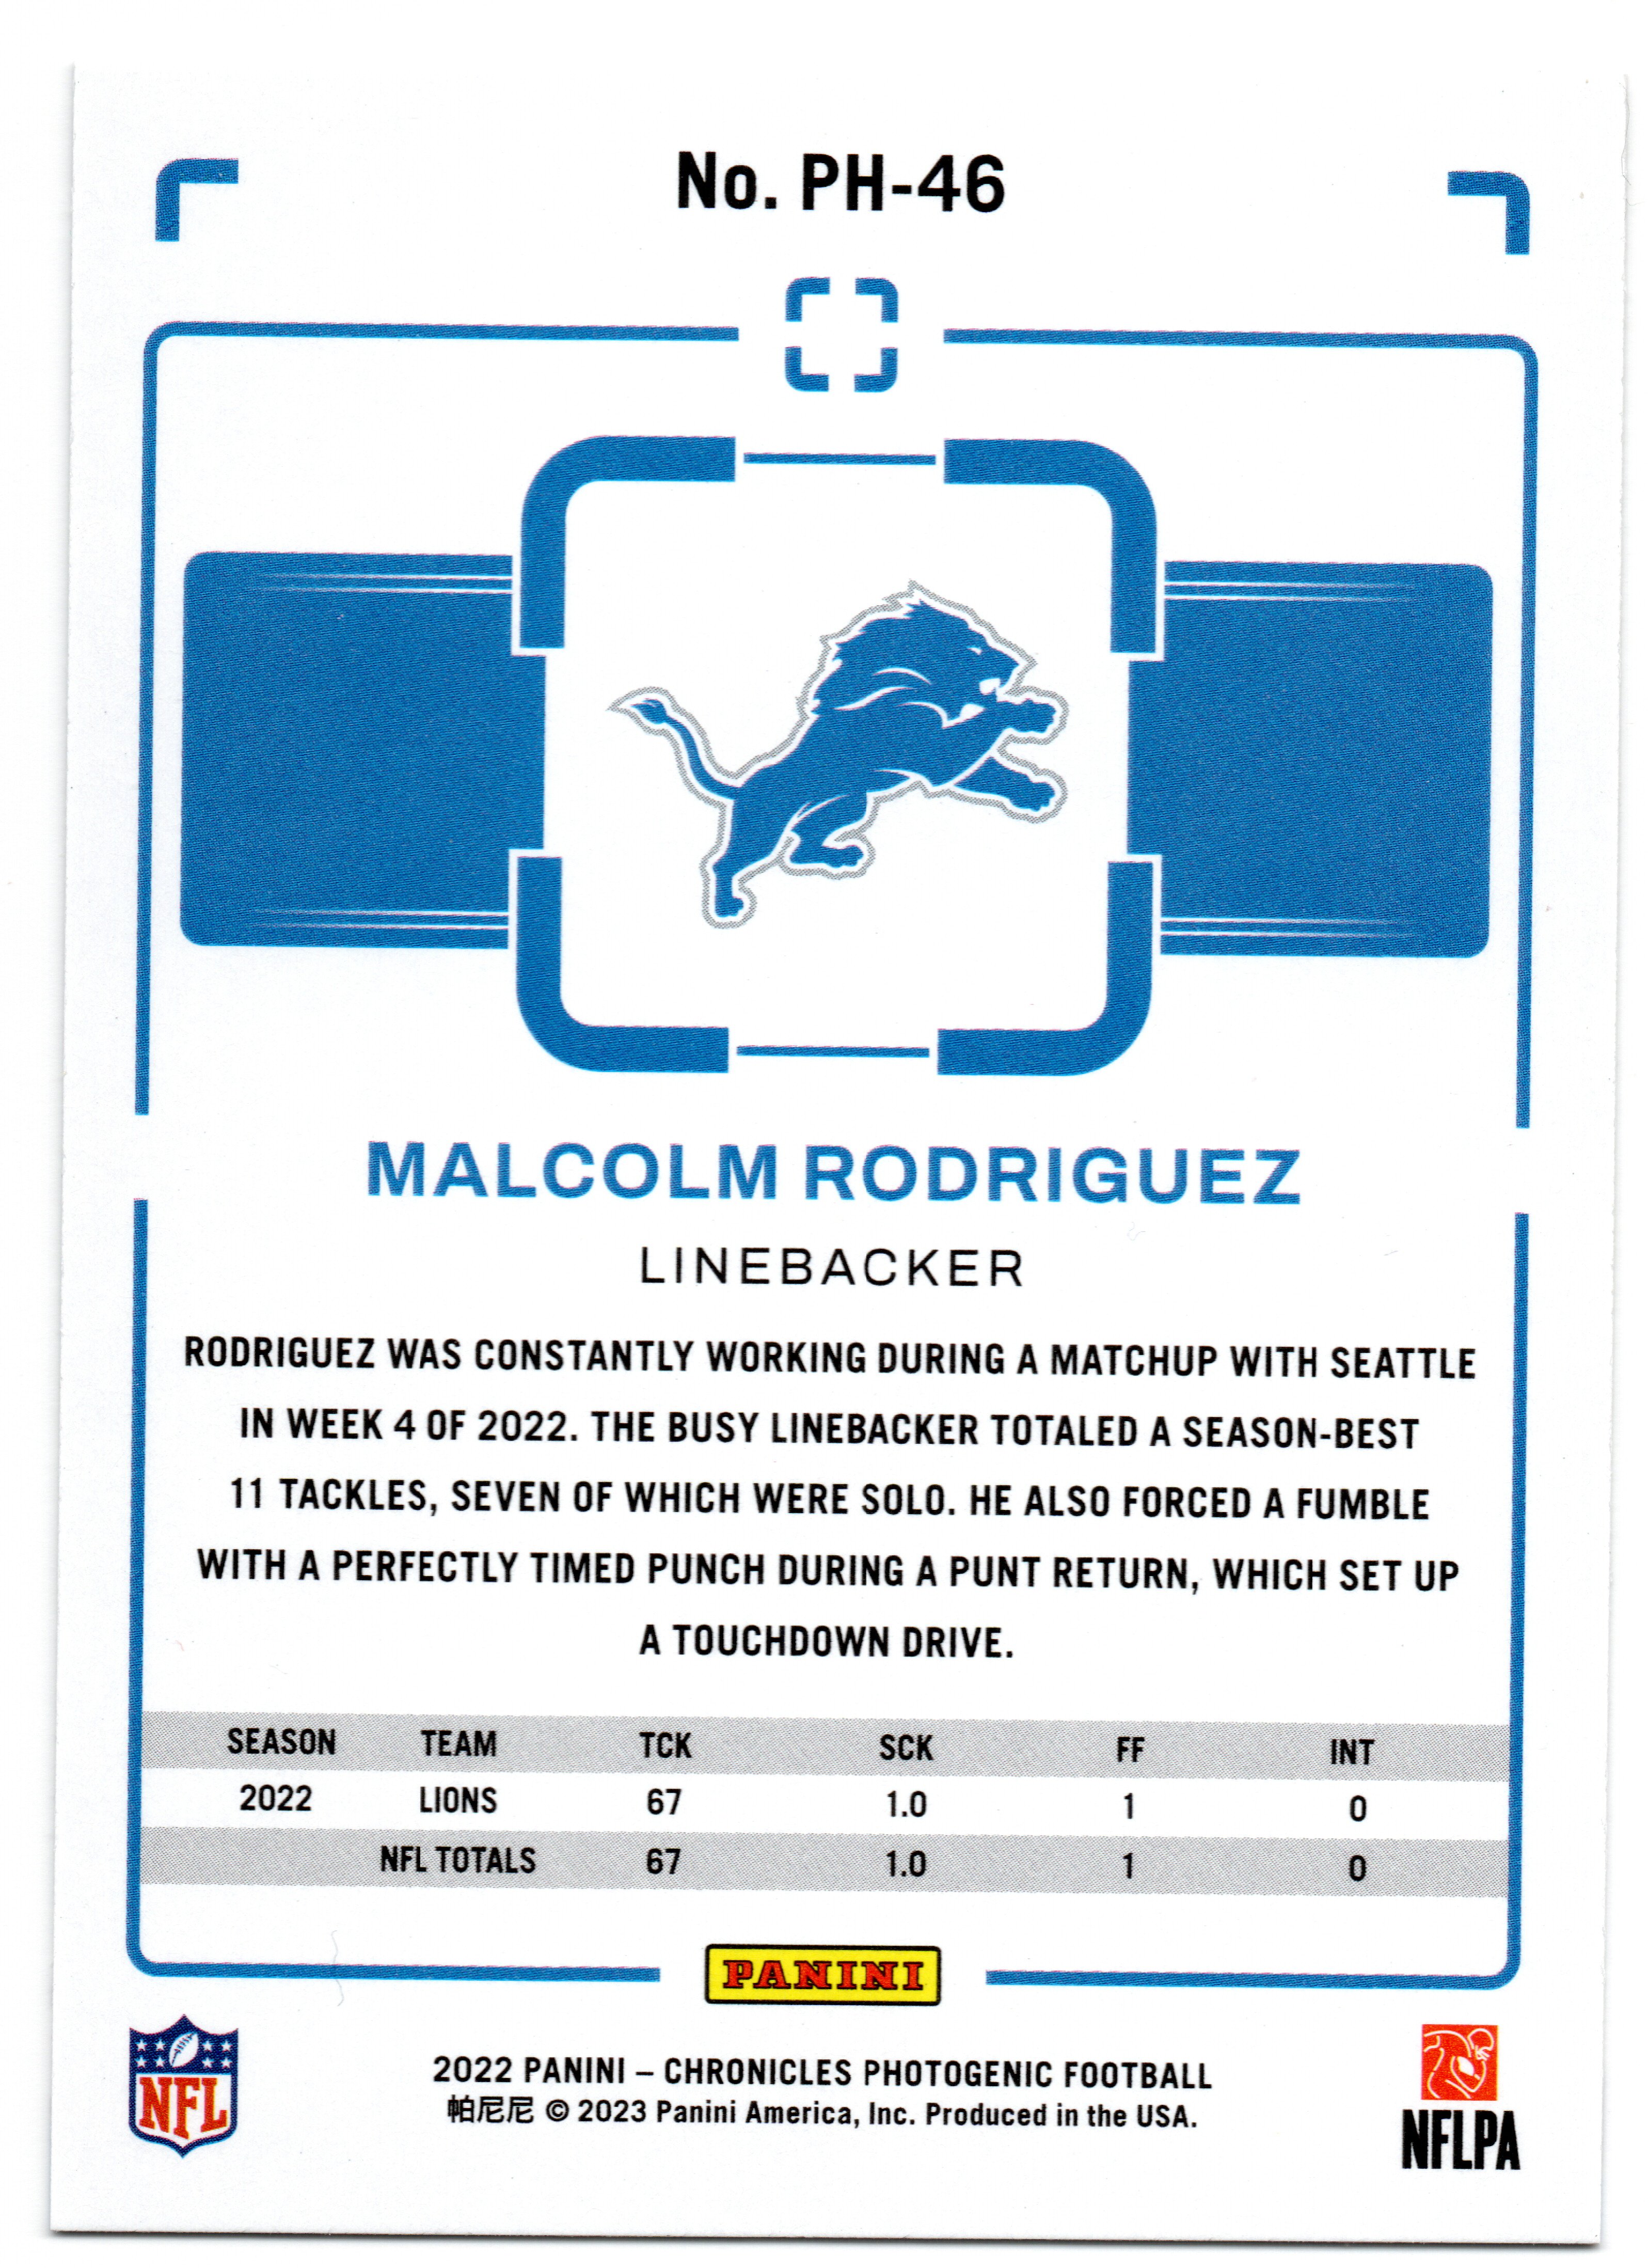 No. PH-46
MALCOLM RODRIGUEZ
LINEBACKER
RODRIGUEZ WAS CONSTANTLY WORKING DURING A MATCHUP WITH SEATTLE
IN WEEK 4 OF 2022. THE BUSY LINEBACKER TOTALED A SEASON-BEST
11 TACKLES, SEVEN OF WHICH WERE SOLO. HE ALSO FORCED A FUMBLE
WITH A PERFECTLY TIMED PUNCH DURING A PUNT RETURN, WHICH SET UP
A TOUCHDOWN DRIVE.
SEASON TEAM TCK SCK FF INT
2022 LIONS 67 1.0 1 0
NFL TOTALS 67 1.0 1 0
PANINI
NFL
2022 PANINI – CHRONICLES PHOTOGENIC FOOTBALL
帕尼尼 © 2023 Panini America, Inc. Produced in the USA.
NFLPA